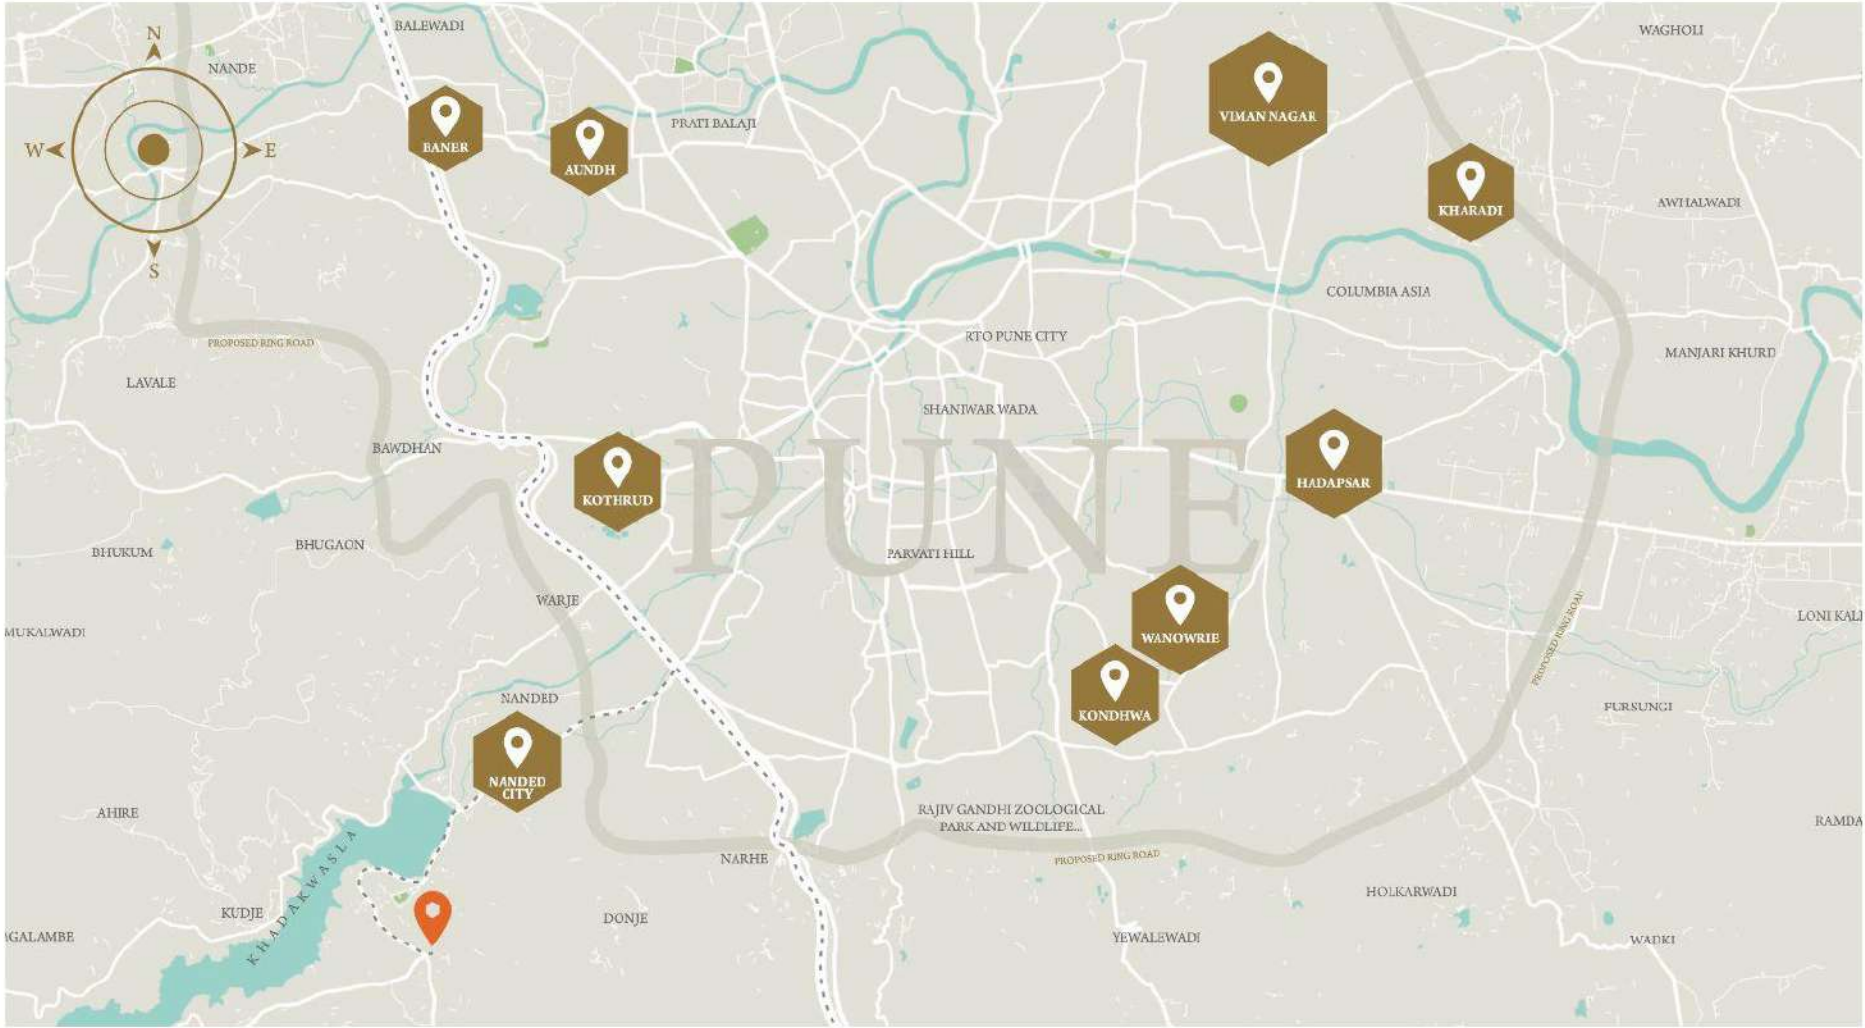 BALEWADI
WAGHOLI
N
NANDE
VIMAN NAGAR
PRATI BALAJI
BANER
W
E
AUNDH
AWHALWADI
KHARADI
S
COLUMBIA ASIA
RTO PUNE CITY
PROPOSED RING ROAD
MANJARI KHURD
LAVALE
SHANIWAR WADA
BAWDHAN
PUNE
HADAPSAR
KOTHRUD
BHUKUM
BHUGAON
PARVATI HILL
WARJE
LONI KAL
MUKALWADI
WANOWRIE
PROPOSED RING ROAD
NANDED
FURSUNGI
KONDHWA
NANDED
CITY
AHIRE
RAJIV GANDHI ZOOLOGICAL
PARK AND WILDLIFE...
RAMDA
NARHE
PROPOSED RING ROAD
KHADAKWASLA
HOLKARWADI
KUDJE
DONJE
AGALAMBE
YEWALEWADI
WADKI